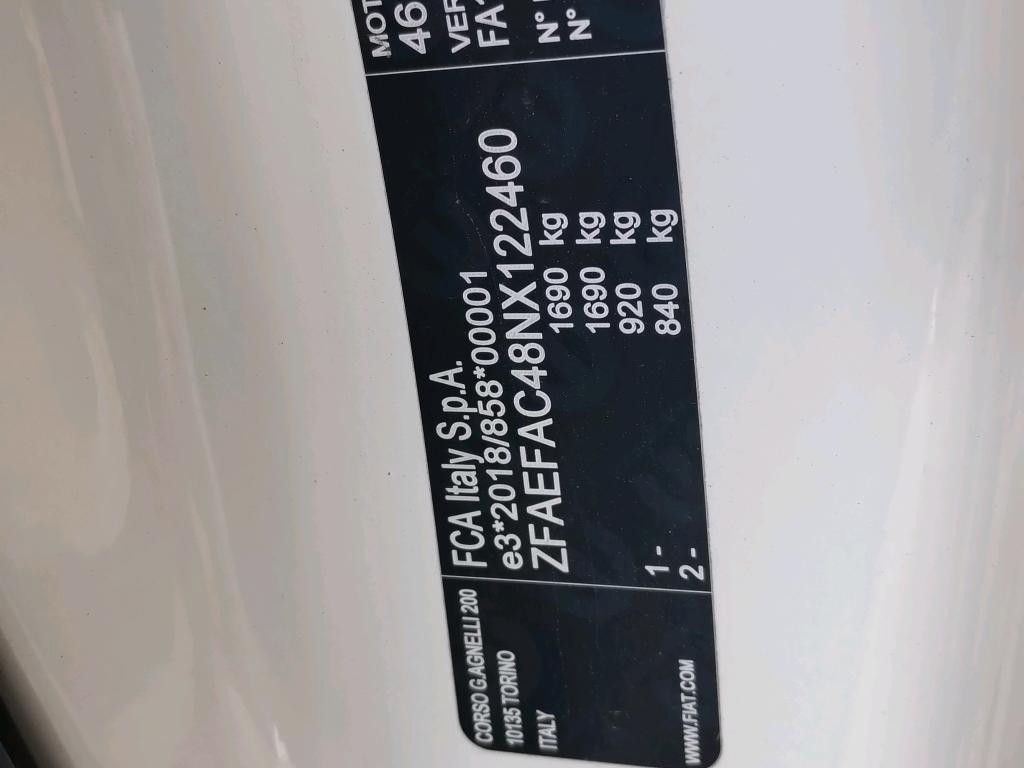 CORSO G.AGNELLI 200
10135 TORINO
ITALY
WWW.FIAT.COM
FCA Italy S.p.A.
e3*2018/858*00001
ZFAEFAC48NX122460
1690 kg
1690 kg
1 - 920 kg
2 - 840 kg
N°
N°